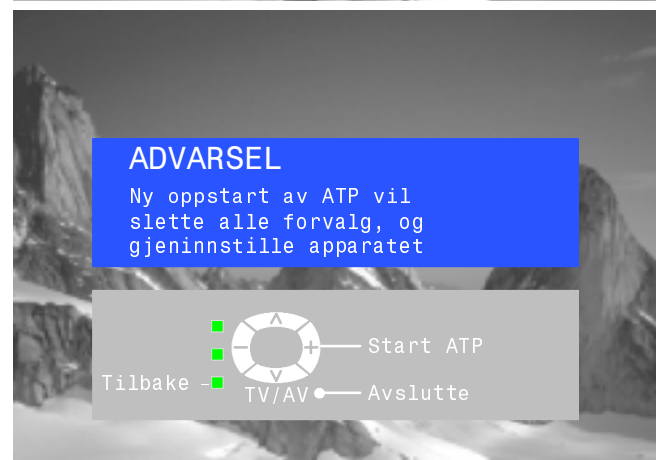 ADVARSEL
Ny oppstart av ATP vil
slette alle forvalg, og
gjeninnstille apparatet
Start ATP
Tilbake
TV/AV
Avslutte